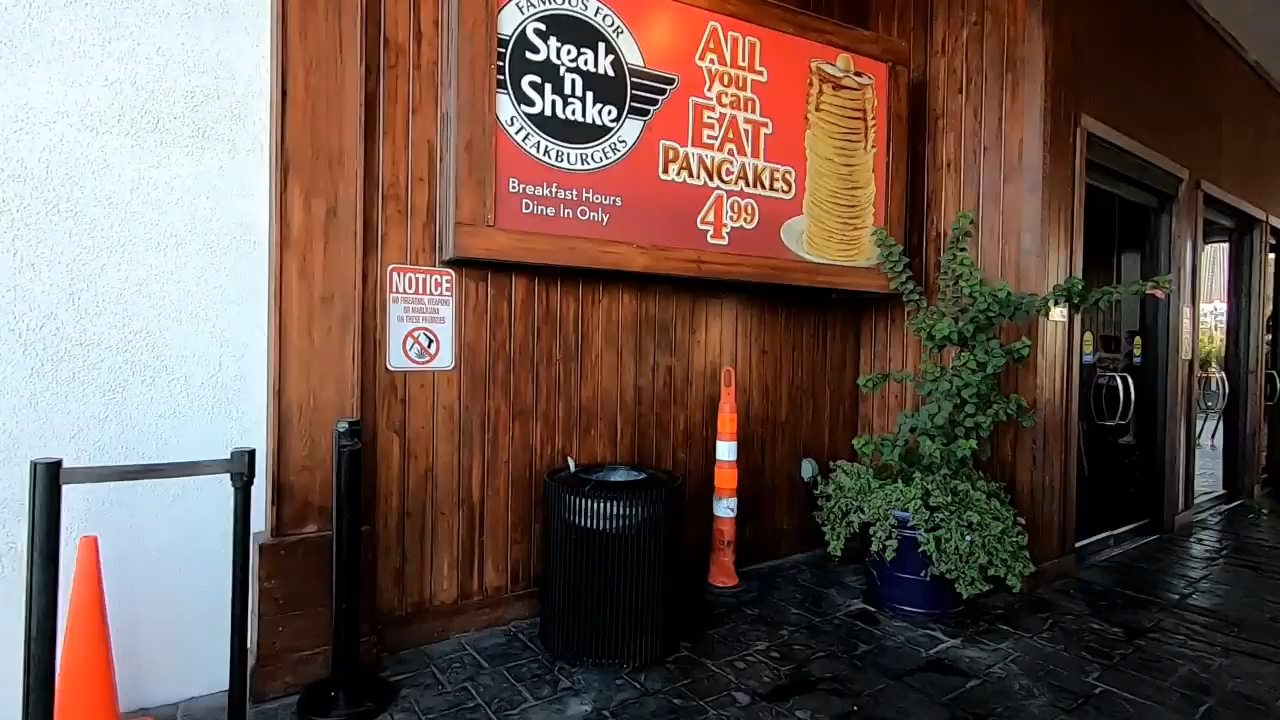 FAMOUS FOR
Steak
'n
Shake
STEAKBURGERS
Breakfast Hours
Dine In Only
ALL
you
can
EAT
PANCAKES
4.99
NOTICE
NO FIREARMS, WEAPONS
OR MARIJUANA
ON THESE PREMISES